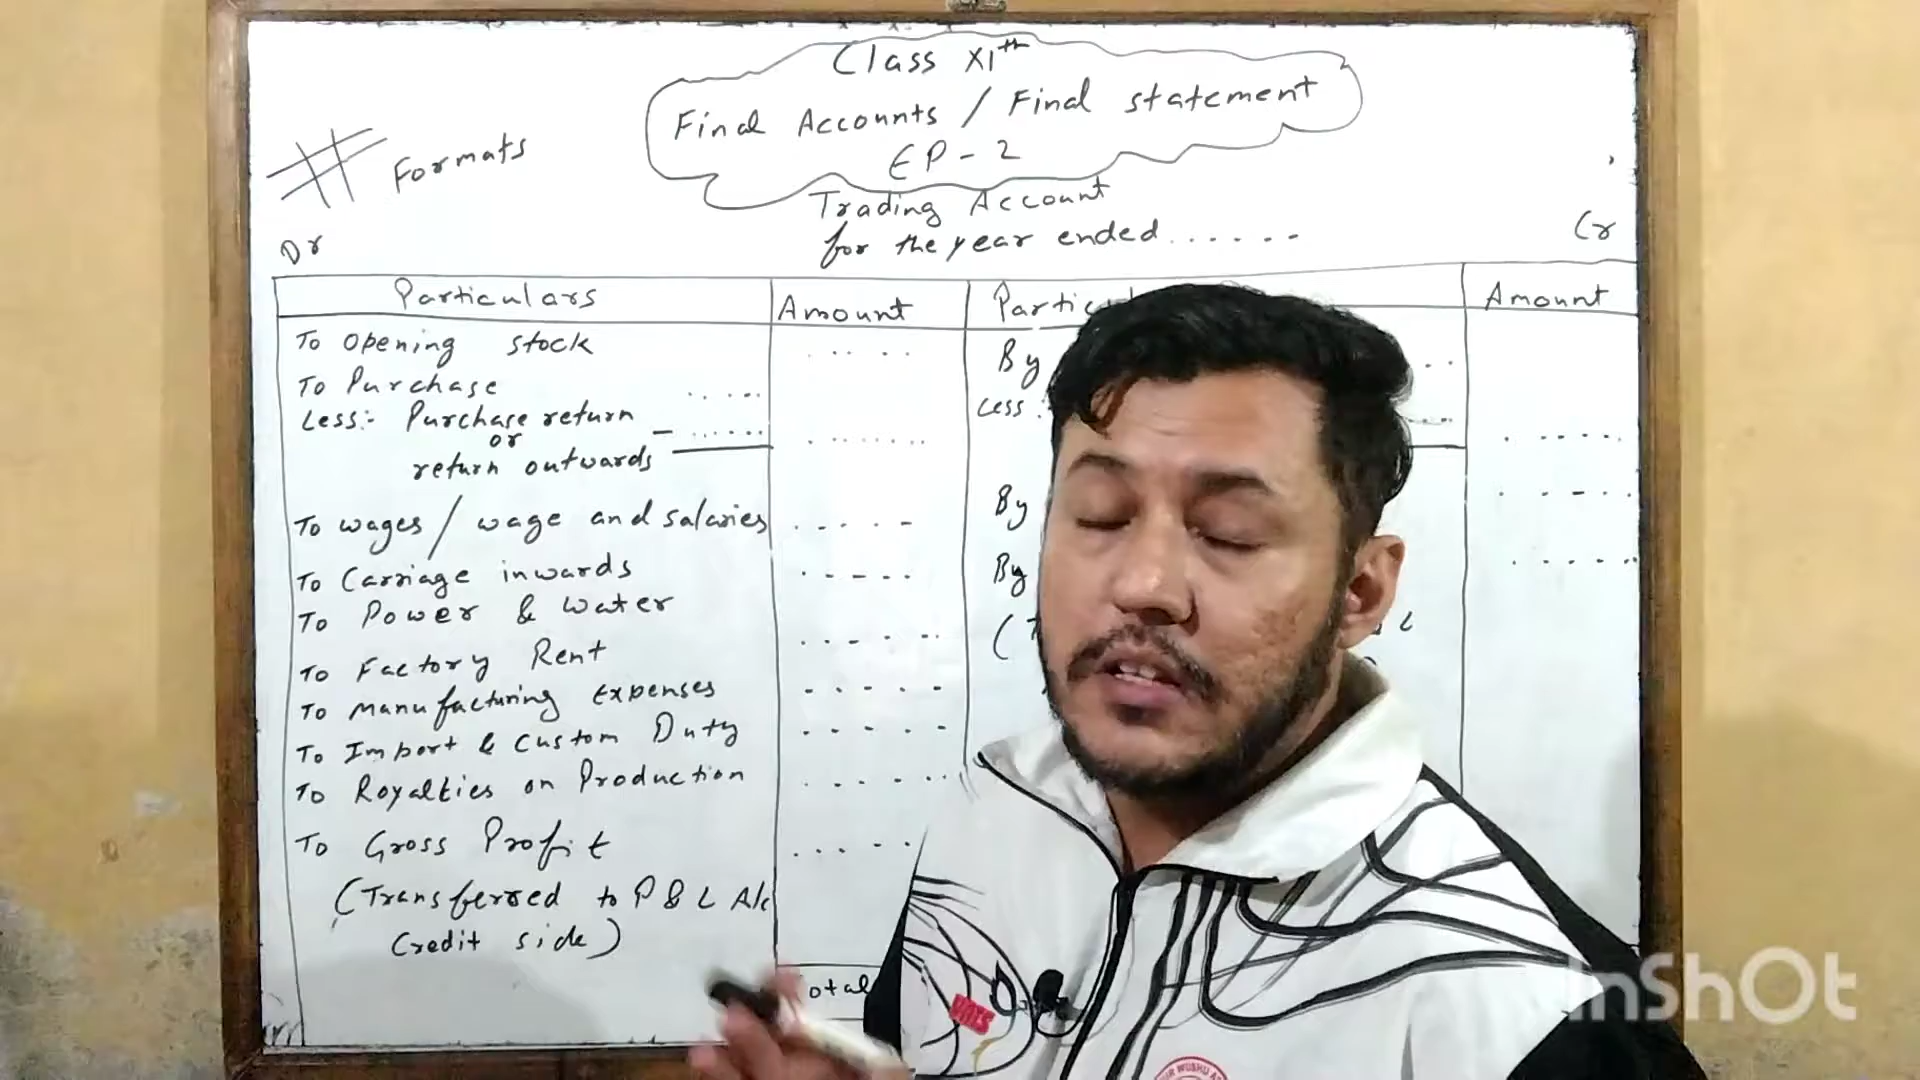 Class XIth
Final Accounts / Final statement
EP - 2
# Formats
Trading Account
for the year ended......
Dr
Cr
Particulars
Amount
Amount
To Opening stock
To Purchase
Less:- Purchase return
or
return outwards
To wages / wage and salaries
To Carriage inwards
To Power & water
To Factory Rent
To Manufacturing Expenses
To Import & Custom Duty
To Royalties on Production
To Gross Profit
(Transferred to P & L A/c
Credit side)
By
Less :
By
By
InShOt